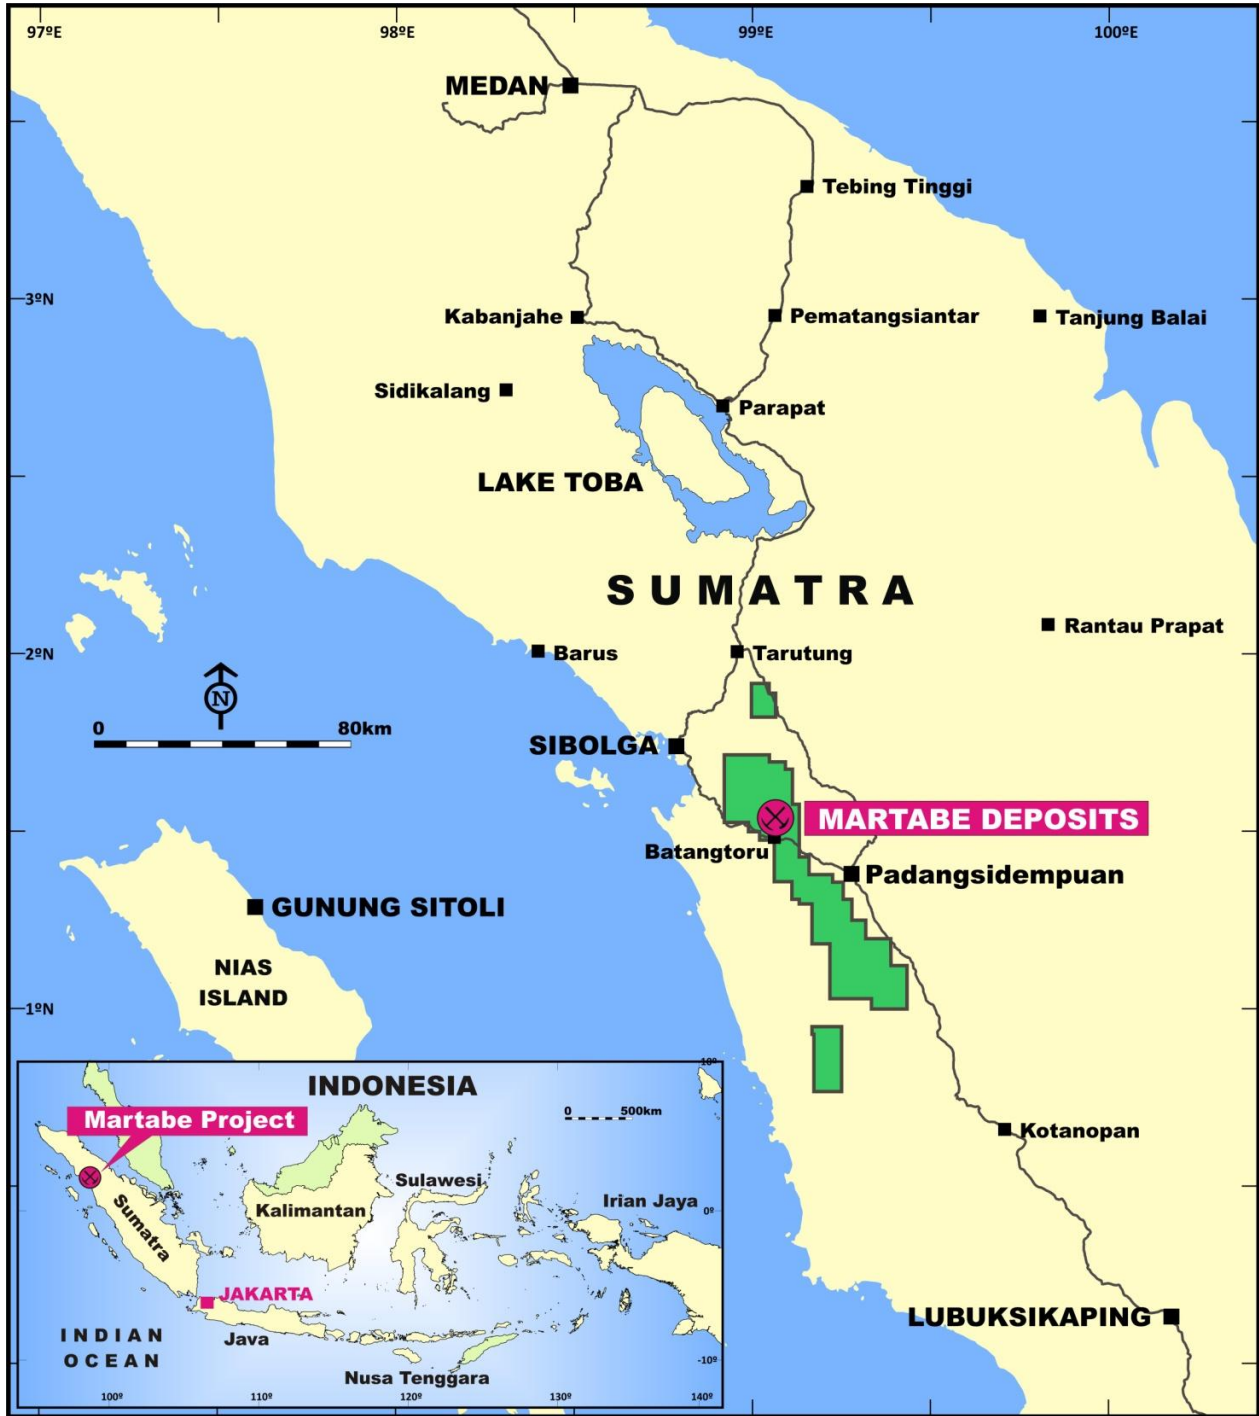 97ºE
98ºE
99ºE
100ºE
MEDAN
Tebing Tinggi
3ºN
Kabanjahe
Pematangsiantar
Tanjung Balai
Sidikalang
Parapat
LAKE TOBA
SUMATRA
Rantau Prapat
2ºN
Barus
Tarutung
N
0
80km
SIBOLGA
MARTABE DEPOSITS
Batangtoru
Padangsidempuan
GUNUNG SITOLI
NIAS
ISLAND
1ºN
Kotanopan
LUBUKSIKAPING
INDONESIA
10º
0
500km
Martabe Project
Sulawesi
Irian Jaya
Kalimantan
0º
Sumatra
JAKARTA
Java
INDIAN
OCEAN
Nusa Tenggara
-10º
100º
110º
120º
130º
140º